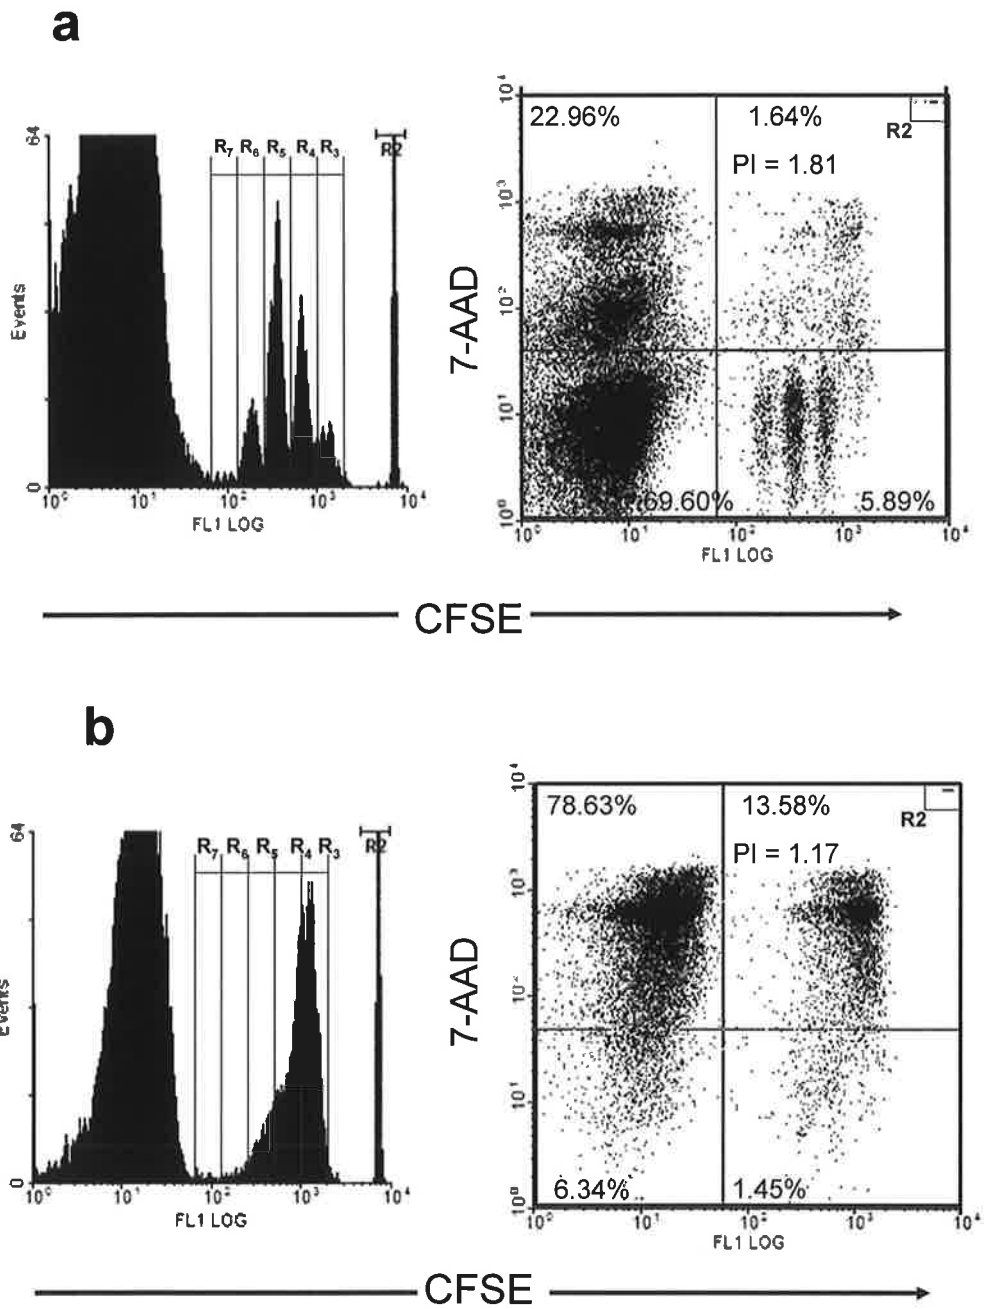 a
64
Events
0
R7 R6 R5 R4 R3
R2
10⁰ 10¹ 10² 10³ 10⁴
FL1 LOG
10⁴
10³
10²
10¹
10⁰
7-AAD
22.96%
1.64%
R2
PI = 1.81
69.60%
5.89%
10⁰ 10¹ 10² 10³ 10⁴
FL1 LOG
CFSE
b
64
Events
0
R7 R6 R5 R4 R3
R2
10⁰ 10¹ 10² 10³ 10⁴
FL1 LOG
10⁴
10³
10²
10¹
10⁰
7-AAD
78.63%
13.58%
R2
PI = 1.17
6.34%
1.45%
10⁰ 10¹ 10² 10³ 10⁴
FL1 LOG
CFSE